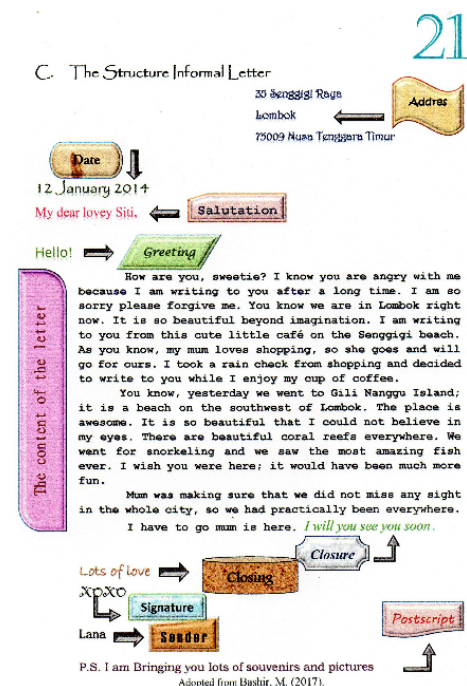 21
C. The Structure Informal Letter
35 Senggigi Raya
Addres
Lombok
75009 Nusa Tenggara Timur
Date
12 January 2014
My dear lovey Siti,
Salutation
Hello!
Greeting
The content of the letter
How are you, sweetie? I know you are angry with me
because I am writing to you after a long time. I am so
sorry please forgive me. You know we are in Lombok right
now. It is so beautiful beyond imagination. I am writing
to you from this cute little café on the Senggigi beach.
As you know, my mum loves shopping, so she goes and will
go for ours. I took a rain check from shopping and decided
to write to you while I enjoy my cup of coffee.
You know, yesterday we went to Gili Nanggu Island;
it is a beach on the southwest of Lombok. The place is
awesome. It is so beautiful that I could not believe in
my eyes. There are beautiful coral reefs everywhere. We
went for snorkeling and we saw the most amazing fish
ever. I wish you were here; it would have been much more
fun.
Mum was making sure that we did not miss any sight
in the whole city, so we had practically been everywhere.
I have to go mum is here. I will you see you soon.
Closure
Lots of love
Closing
xoxo
Signature
Postscript
Lana
Sender
P.S. I am Bringing you lots of souvenirs and pictures
Adopted from Bashir, M. (2017).